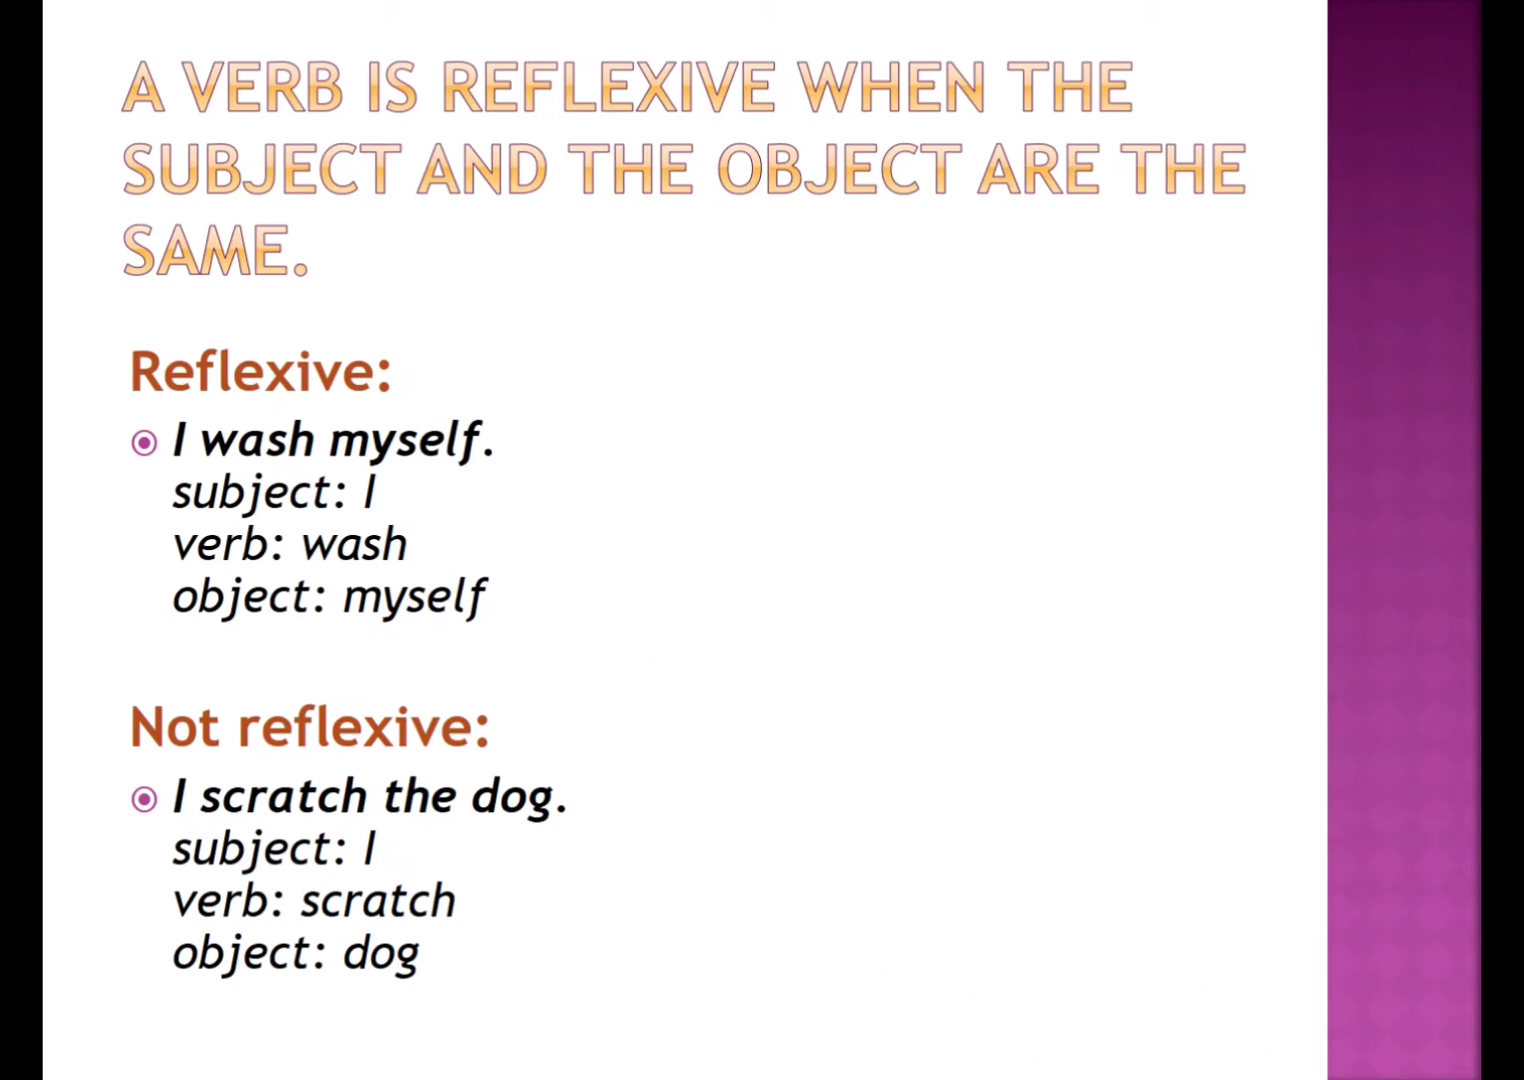 A VERB IS REFLEXIVE WHEN THE
SUBJECT AND THE OBJECT ARE THE
SAME.
Reflexive:
I wash myself.
subject: I
verb: wash
object: myself
Not reflexive:
I scratch the dog.
subject: I
verb: scratch
object: dog